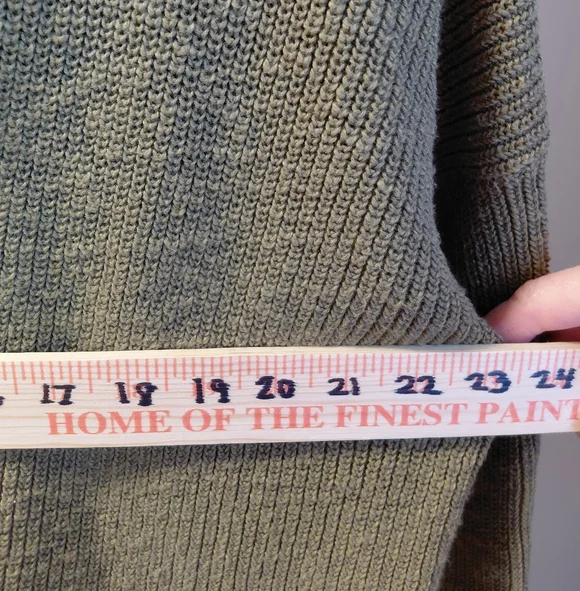 17 18 19 20 21 22 23 24
HOME OF THE FINEST PAINT